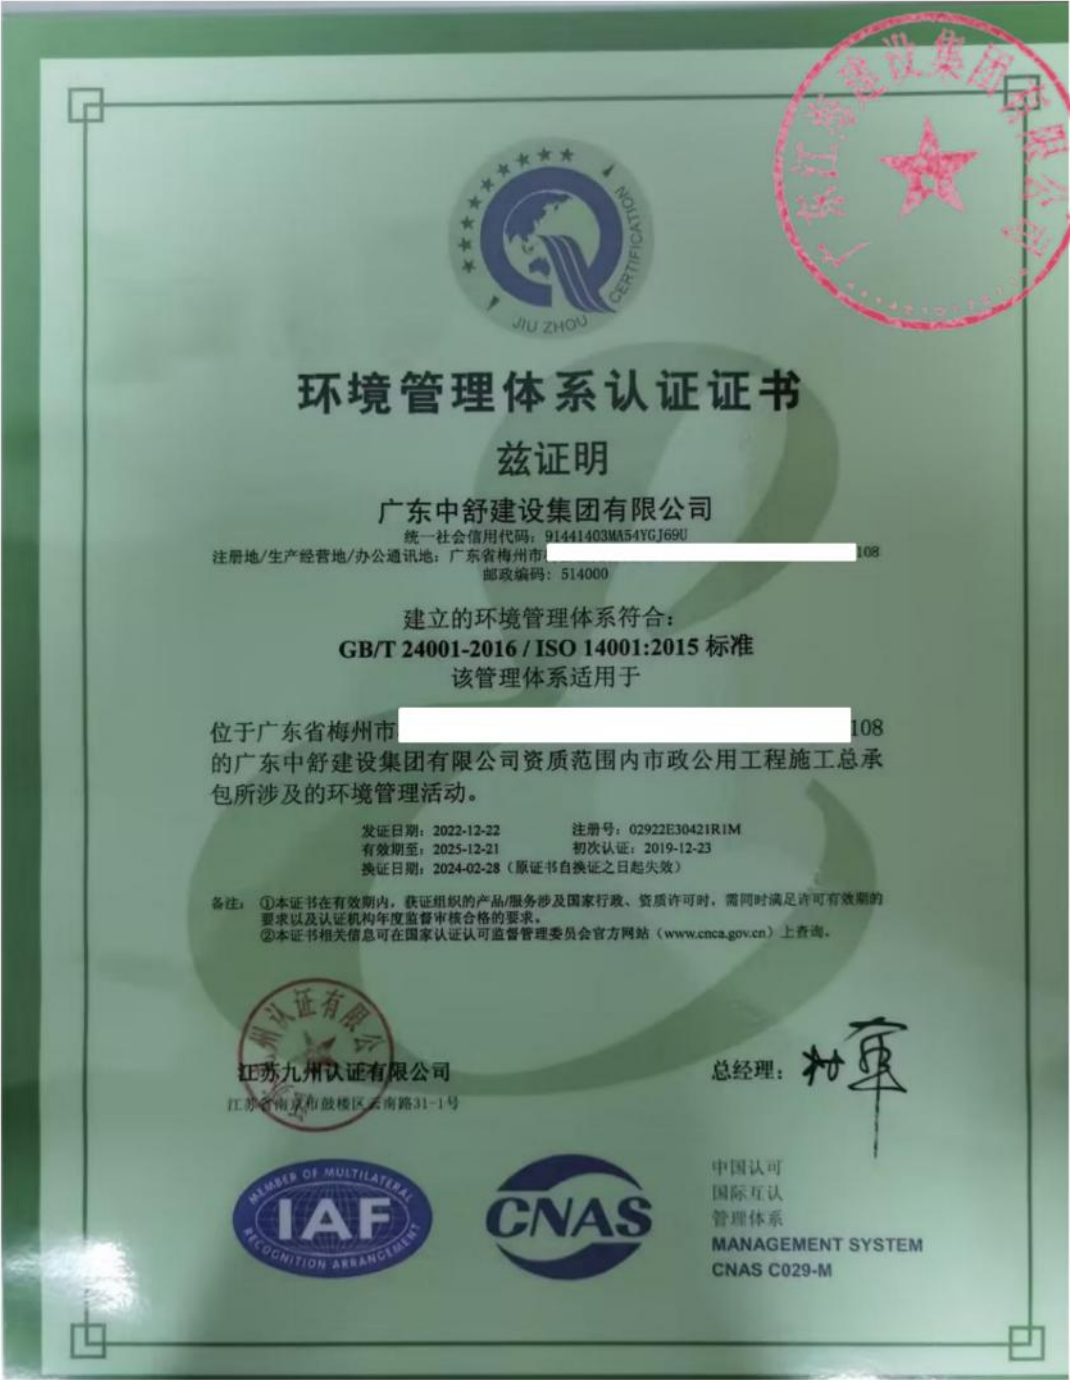 广东江舒建设集团有限公司
CERTIFICATION
JIU ZHOU
环境管理体系认证证书
兹证明
广东中舒建设集团有限公司
统一社会信用代码：91441403MA54YGJ69U
注册地/生产经营地/办公通讯地：广东省梅州市 108
邮政编码：514000
建立的环境管理体系符合：
GB/T 24001-2016 / ISO 14001:2015 标准
该管理体系适用于
位于广东省梅州市 108
的广东中舒建设集团有限公司资质范围内市政公用工程施工总承
包所涉及的环境管理活动。
发证日期：2022-12-22 注册号：02922E30421R1M
有效期至：2025-12-21 初次认证：2019-12-23
换证日期：2024-02-28（原证书自换证之日起失效）
备注：①本证书在有效期内，获证组织的产品/服务涉及国家行政、资质许可时，需同时满足许可有效期的
要求以及认证机构年度监督审核合格的要求。
②本证书相关信息可在国家认证认可监督管理委员会官方网站（www.cnca.gov.cn）上查询。
江苏九州认证有限公司
江苏省南京市鼓楼区云南路31-1号
总经理：
MEMBER OF MULTILATERAL
IAF
RECOGNITION ARRANGEMENT
CNAS
中国认可
国际互认
管理体系
MANAGEMENT SYSTEM
CNAS C029-M